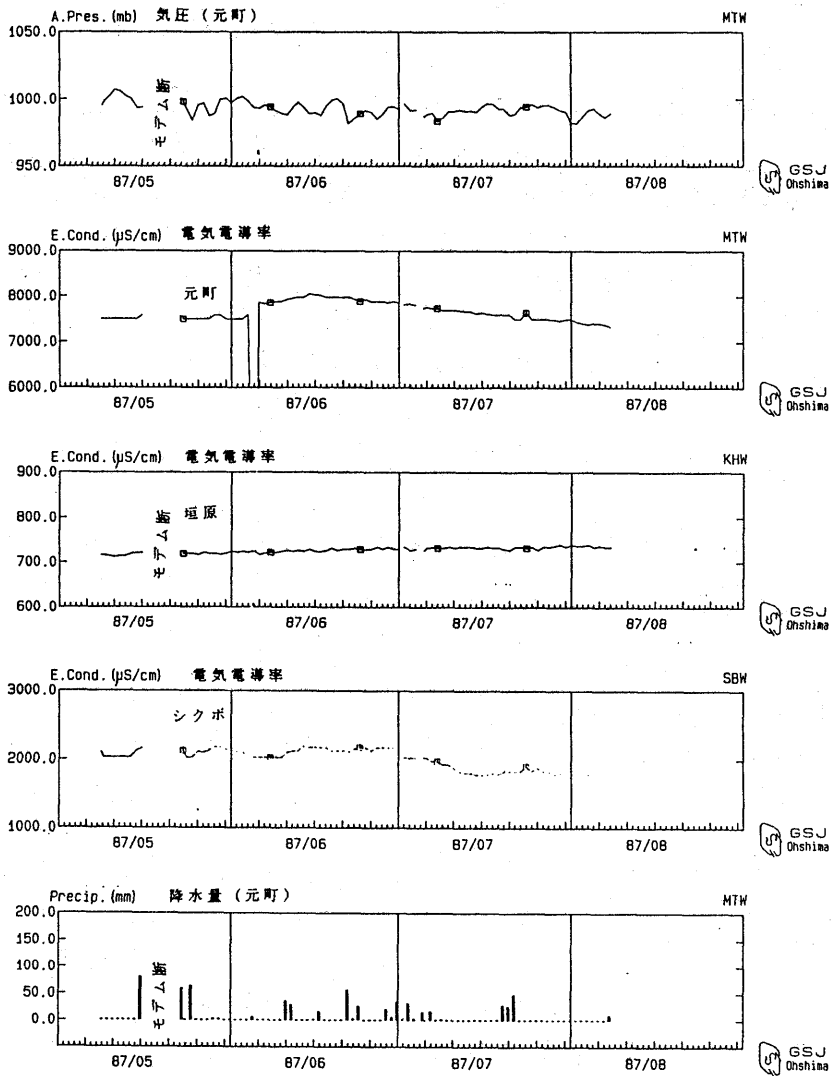 A.Pres.(mb) 気圧(元町) MTW
1050.0
1000.0
950.0
モデム断
87/05 87/06 87/07 87/08
GSJ
Ohshima
E.Cond.(µS/cm) 電気電導率 MTW
9000.0
8000.0
7000.0
6000.0
元町
87/05 87/06 87/07 87/08
GSJ
Ohshima
E.Cond.(µS/cm) 電気電導率 KHW
900.0
800.0
700.0
600.0
モデム断
垣原
87/05 87/06 87/07 87/08
GSJ
Ohshima
E.Cond.(µS/cm) 電気電導率 SBW
3000.0
2000.0
1000.0
シクボ
87/05 87/06 87/07 87/08
GSJ
Ohshima
Precip.(mm) 降水量(元町) MTW
200.0
150.0
100.0
50.0
0.0
モデム断
87/05 87/06 87/07 87/08
GSJ
Ohshima